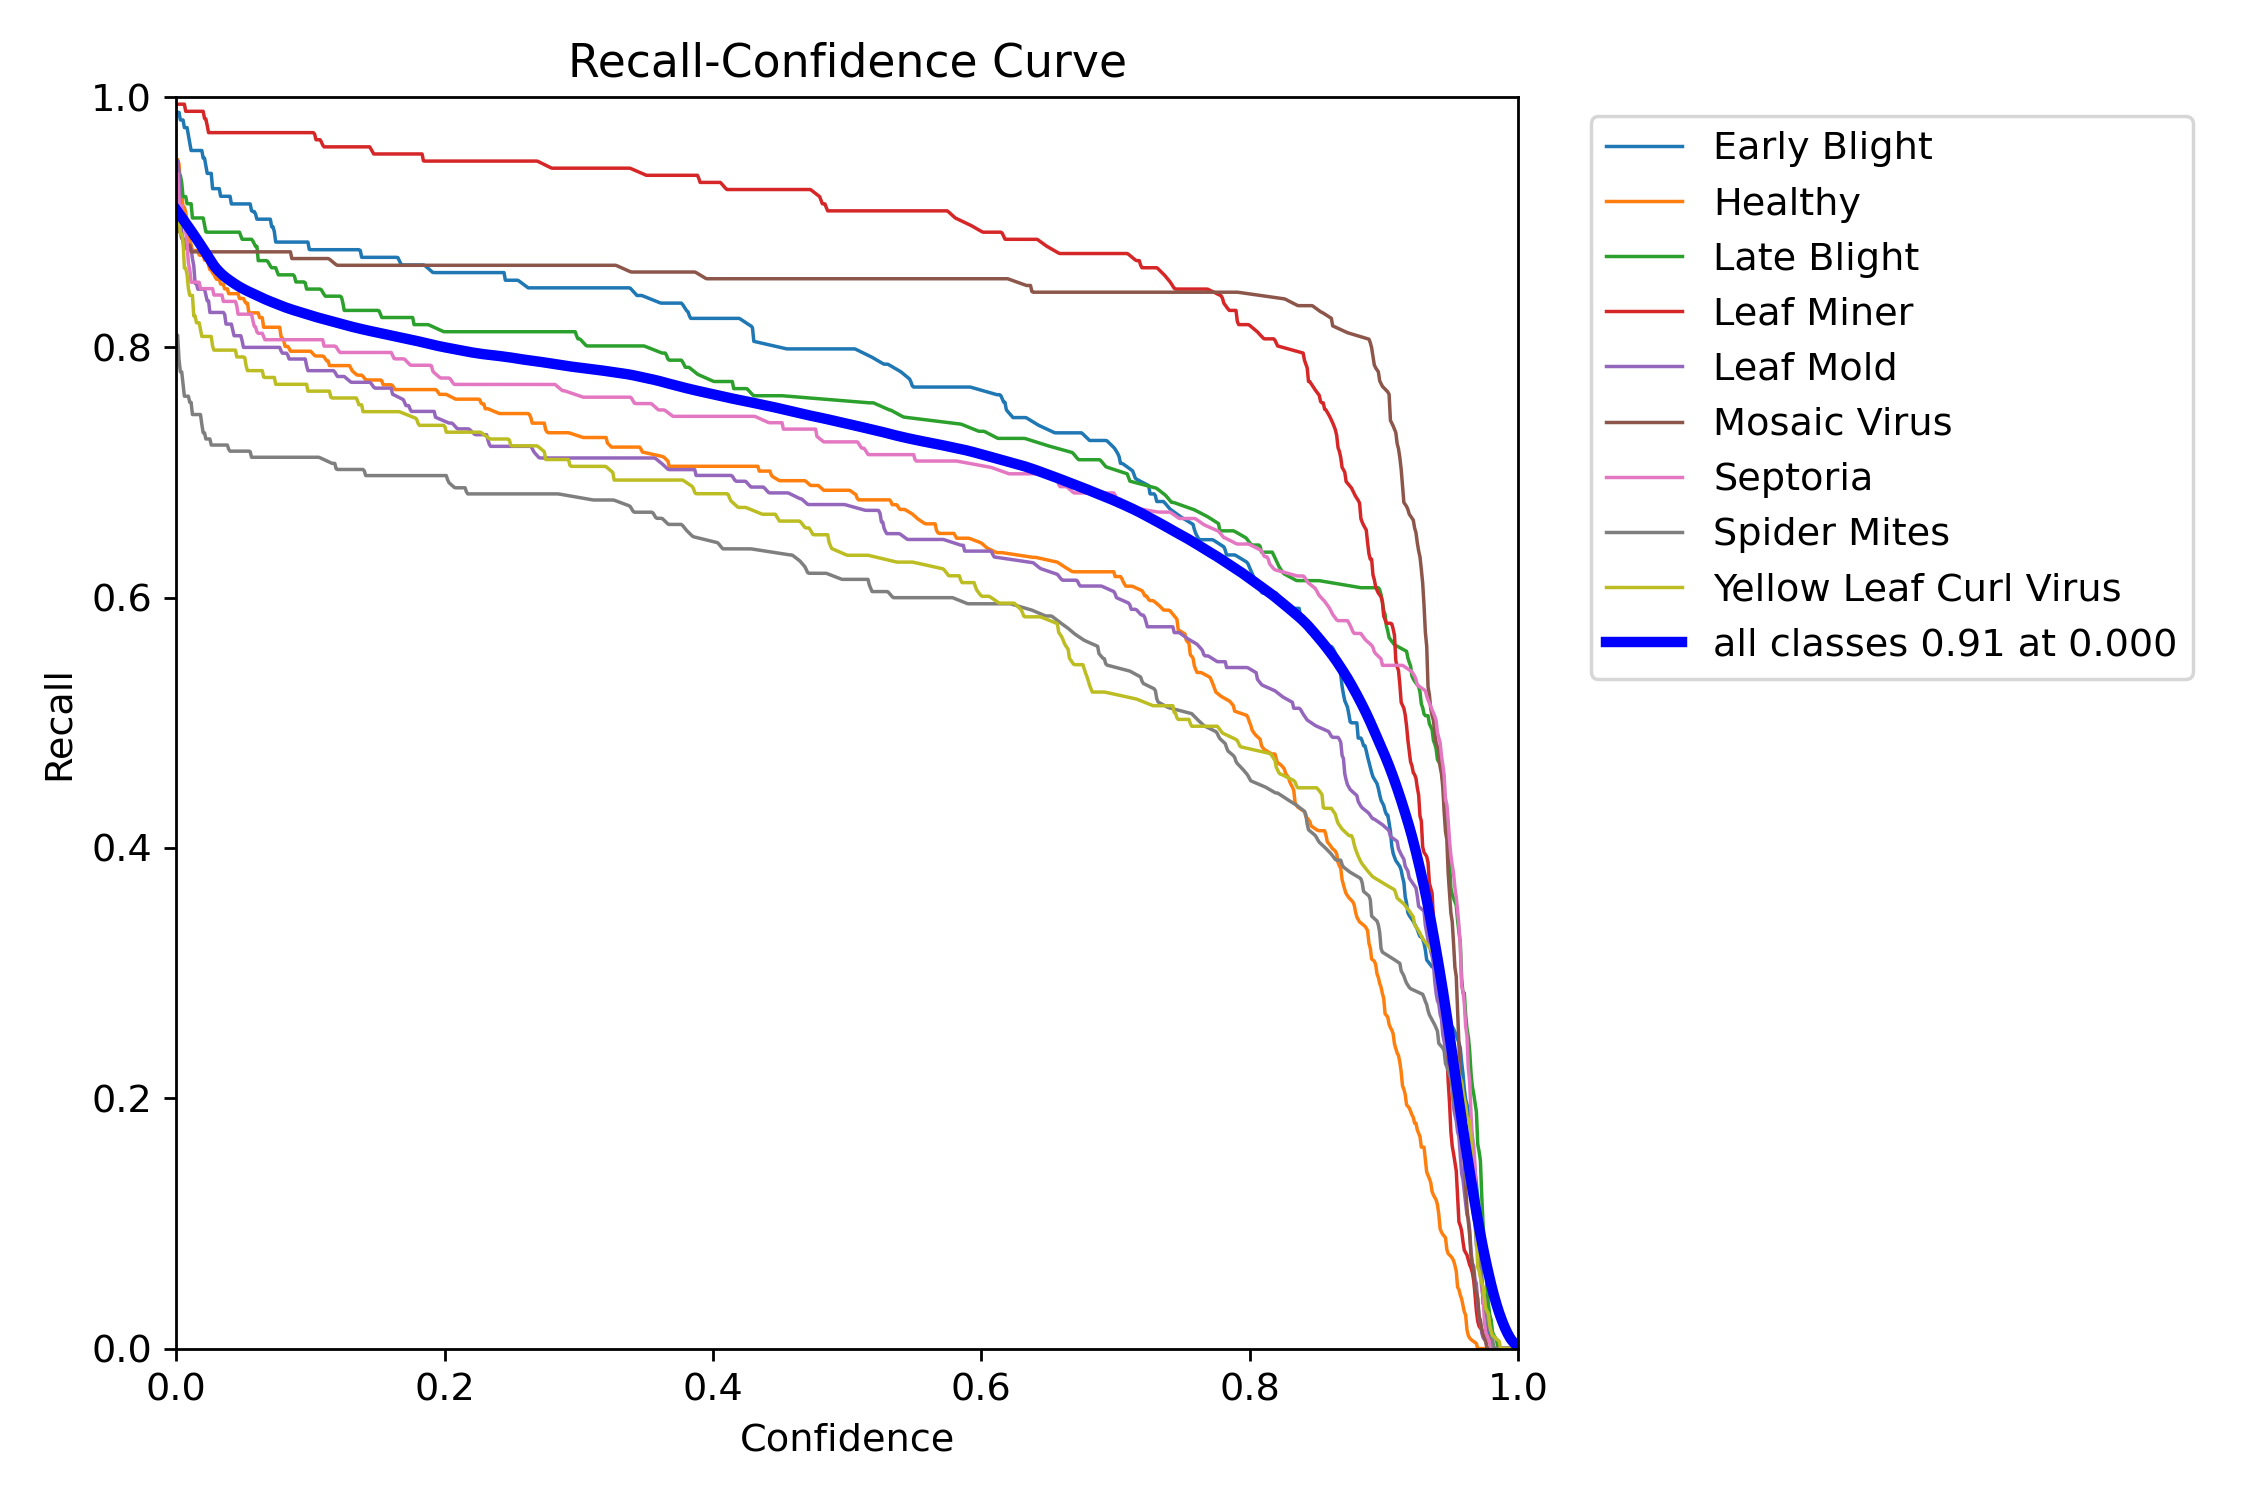 Recall-Confidence Curve
1.0
0.8
0.6
0.4
0.2
0.0
Recall
0.0 0.2 0.4 0.6 0.8 1.0
Confidence
Early Blight
Healthy
Late Blight
Leaf Miner
Leaf Mold
Mosaic Virus
Septoria
Spider Mites
Yellow Leaf Curl Virus
all classes 0.91 at 0.000